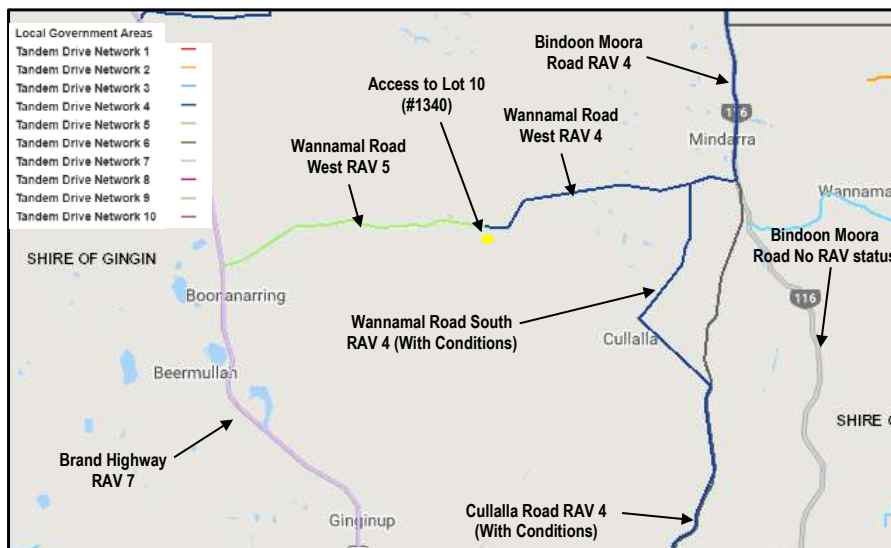 Local Government Areas
Tandem Drive Network 1
Tandem Drive Network 2
Tandem Drive Network 3
Tandem Drive Network 4
Tandem Drive Network 5
Tandem Drive Network 6
Tandem Drive Network 7
Tandem Drive Network 8
Tandem Drive Network 9
Tandem Drive Network 10
Bindoon Moora
Road RAV 4
Access to Lot 10
(#1340)
Wannamal Road
West RAV 4
116
Mindarra
Wannamal Road
West RAV 5
Wannama
SHIRE OF GINGIN
Bindoon Moora
Road No RAV status
Boonanarring
116
Wannamal Road South
RAV 4 (With Conditions)
Cullalla
Beermullah
SHIRE O
Brand Highway
RAV 7
Cullalla Road RAV 4
(With Conditions)
Ginginup